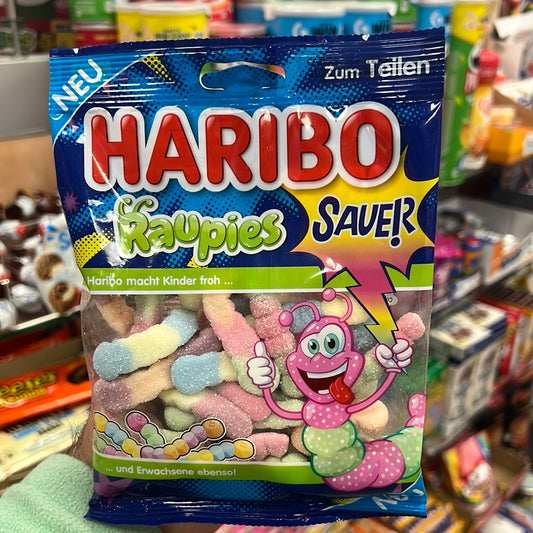 NEU
Zum Teilen
HARIBO
Raupies
SAUER
Haribo macht Kinder froh ...
... und Erwachsene ebenso!